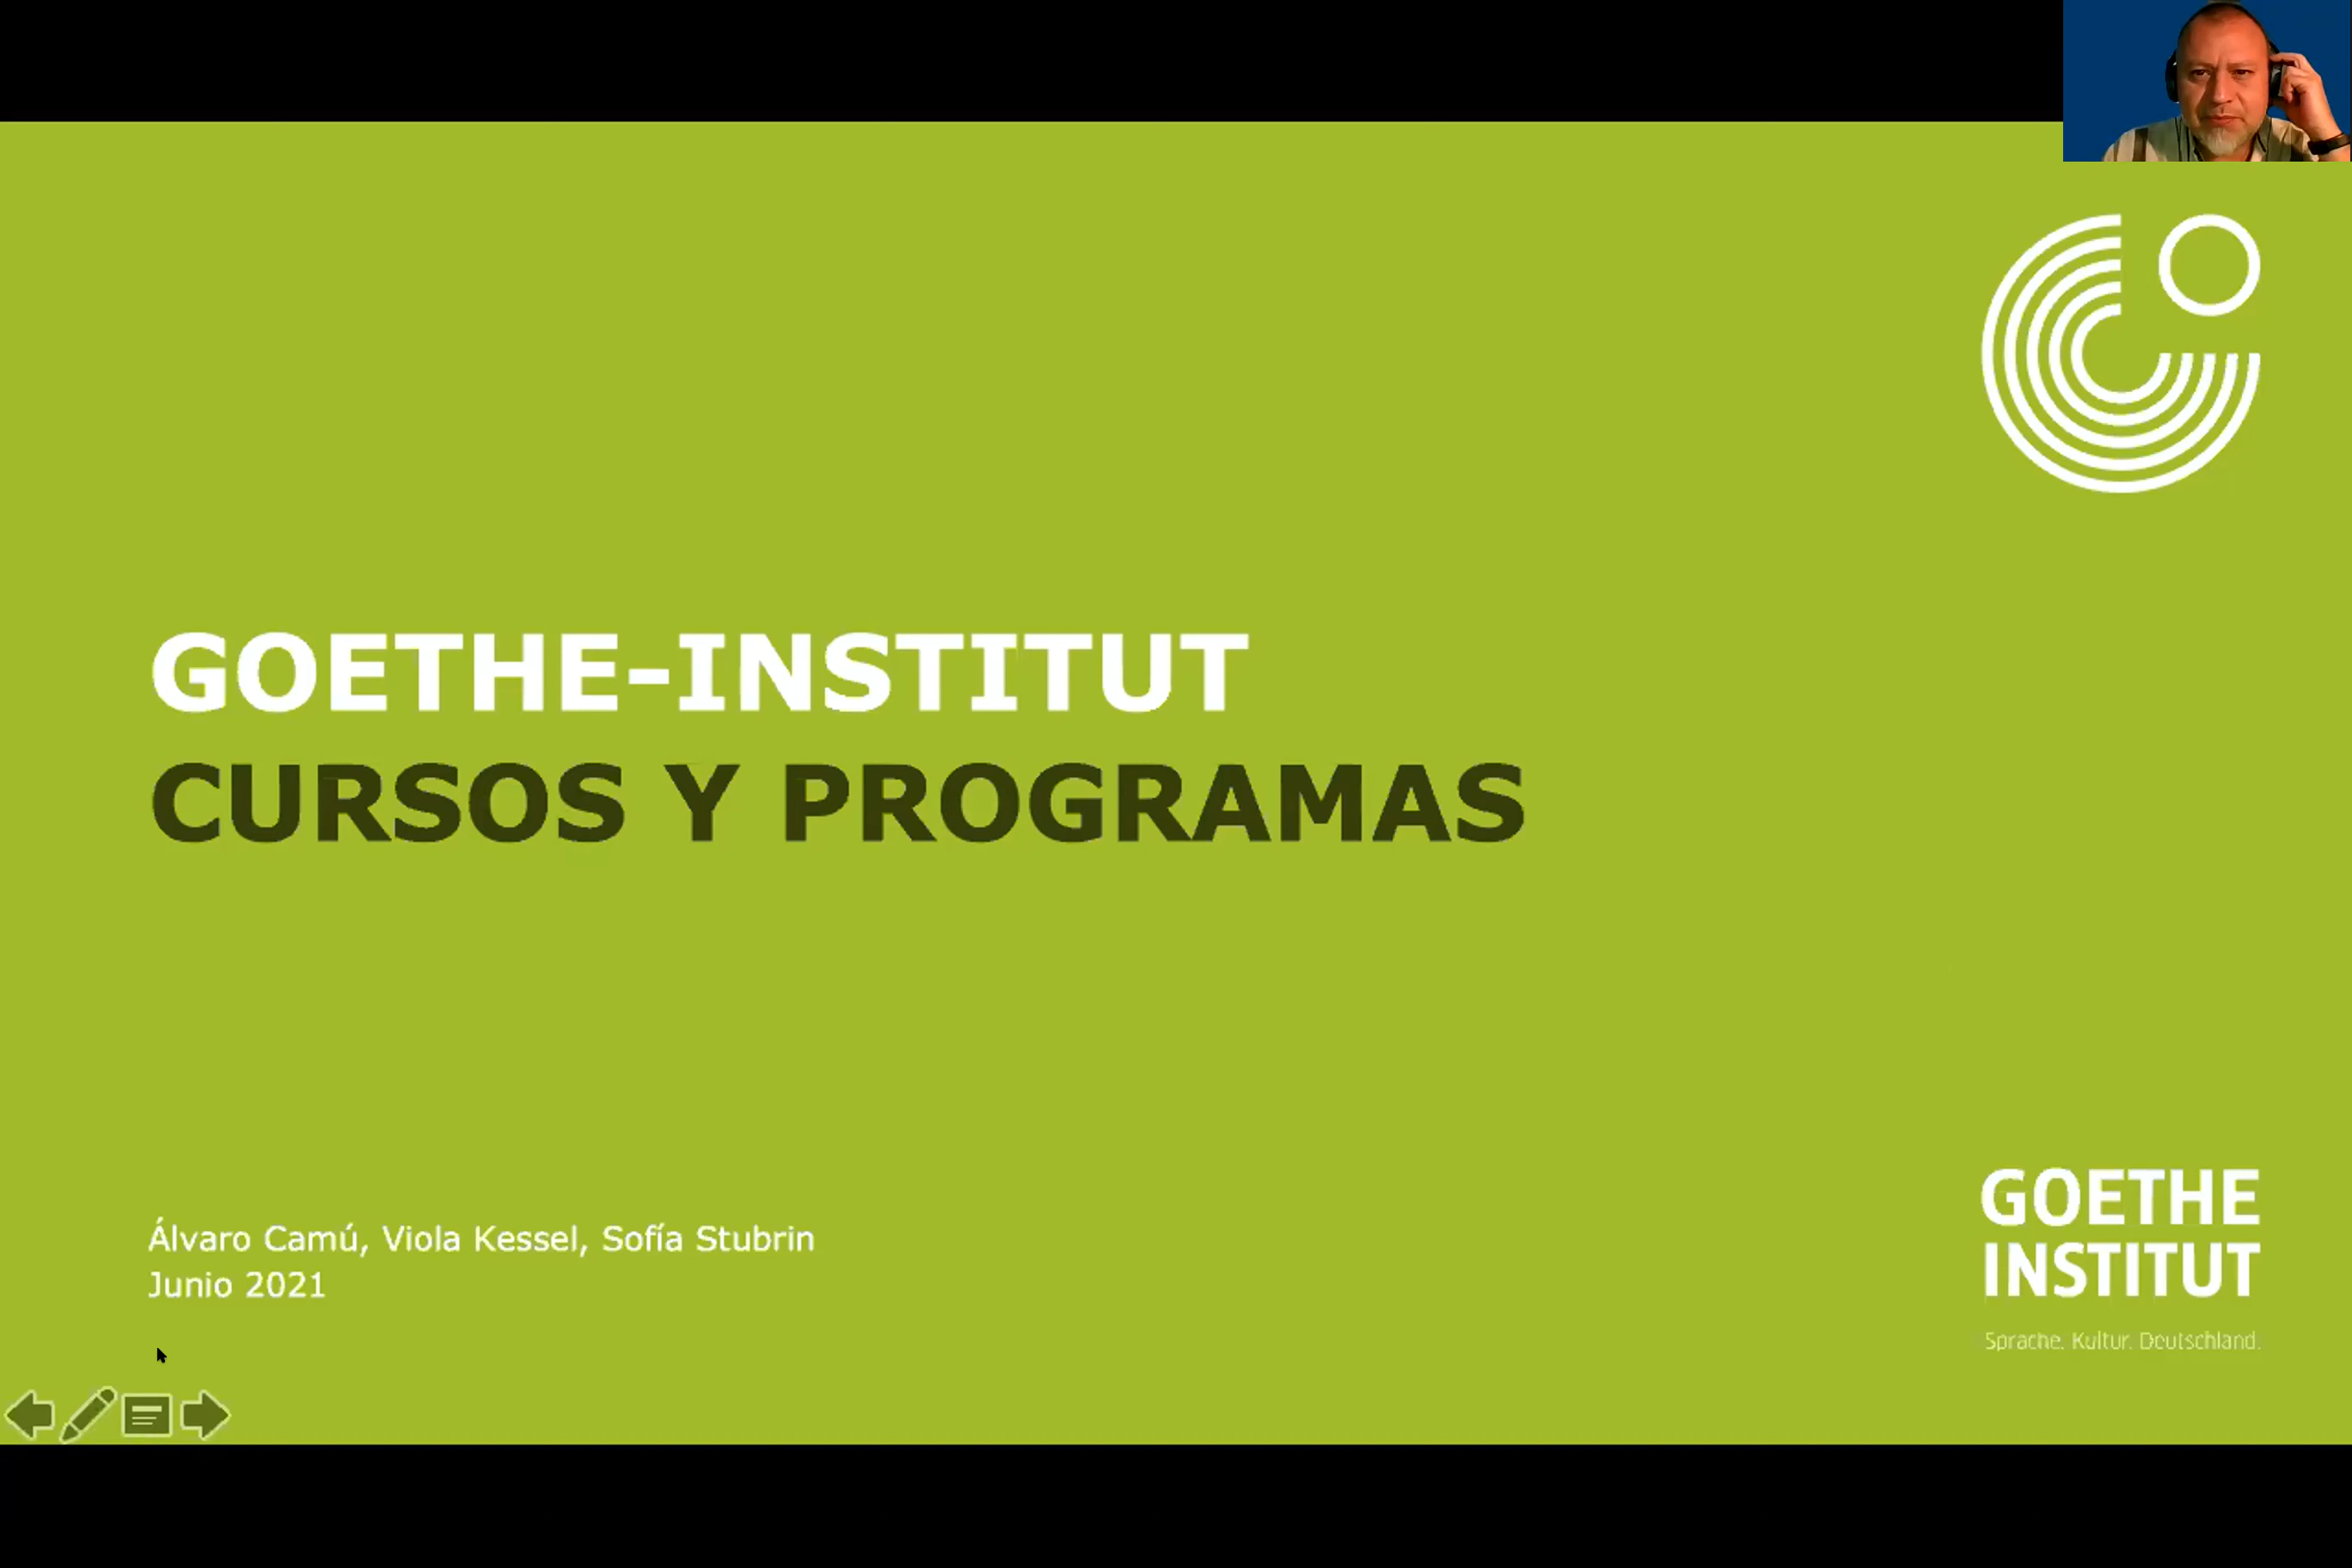 GOETHE-INSTITUT
CURSOS Y PROGRAMAS
Álvaro Camú, Viola Kessel, Sofía Stubrin
Junio 2021
GOETHE
INSTITUT
Sprache. Kultur. Deutschland.